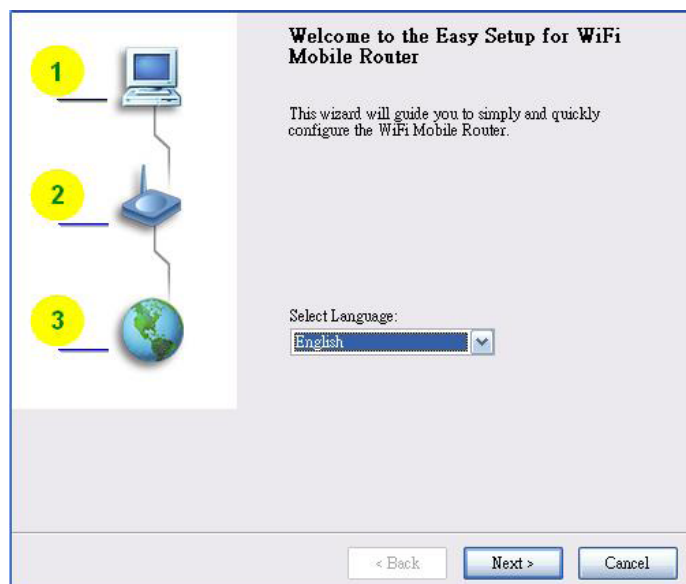 1
2
3
Welcome to the Easy Setup for WiFi
Mobile Router
This wizard will guide you to simply and quickly
configure the WiFi Mobile Router.
Select Language:
English
< Back
Next >
Cancel